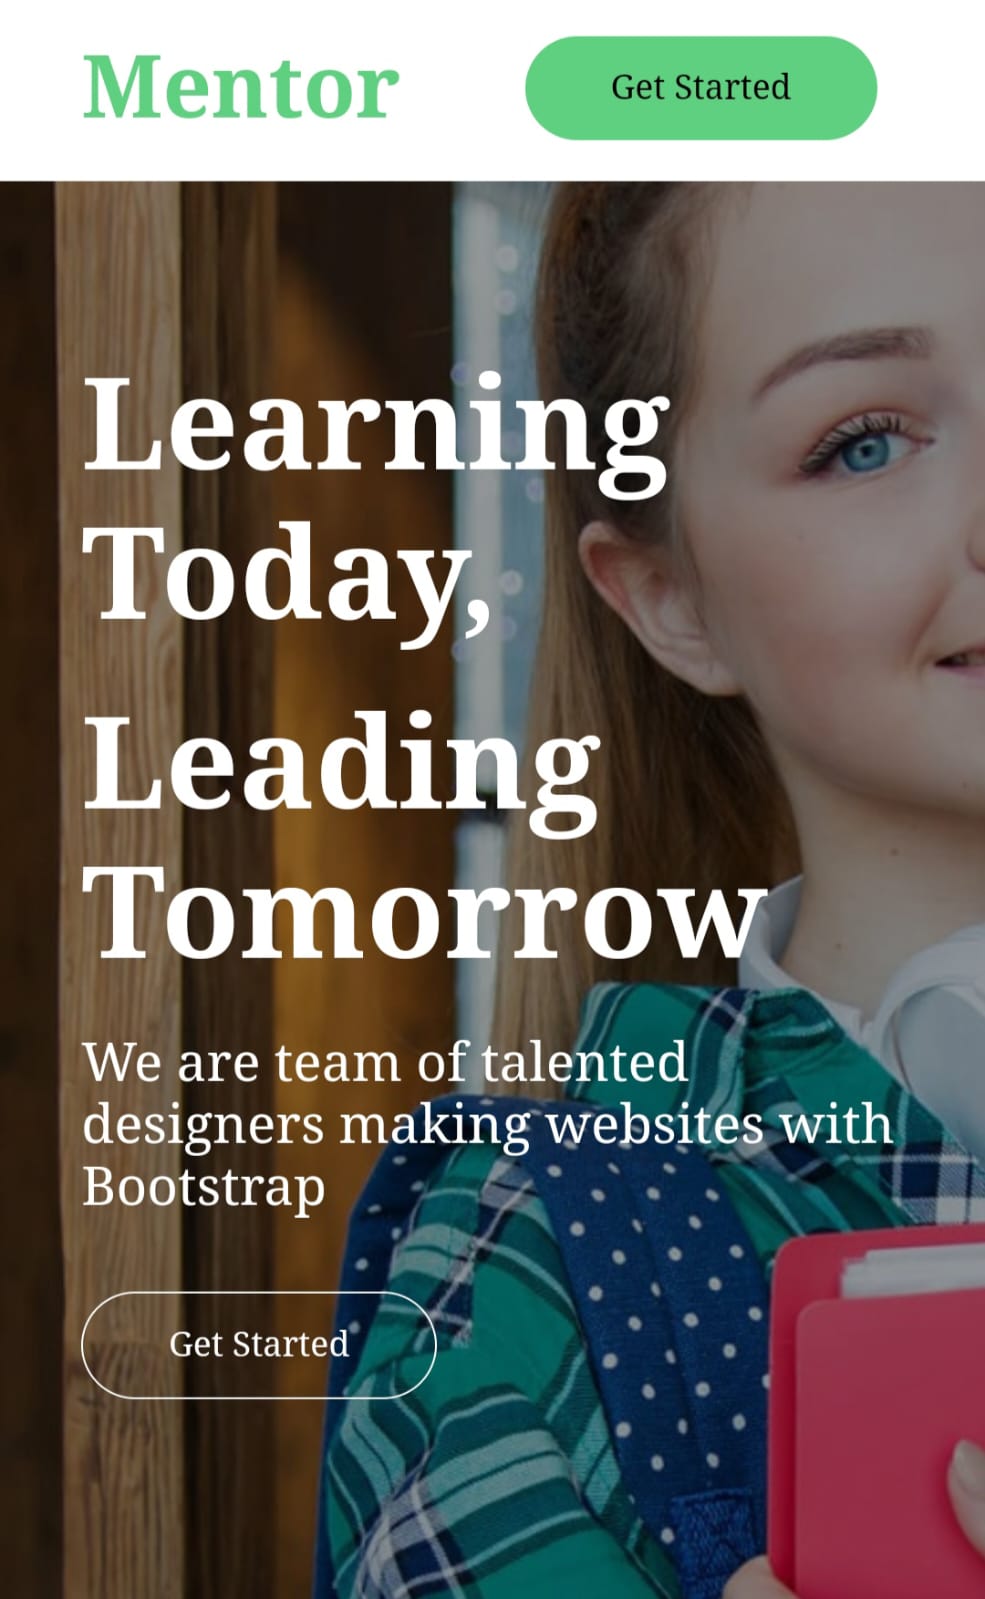 Mentor
Get Started
Learning
Today,
Leading
Tomorrow
We are team of talented
designers making websites with
Bootstrap
Get Started